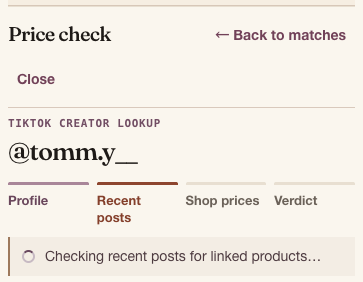 Price check
← Back to matches
Close
TIKTOK CREATOR LOOKUP
@tomm.y__
Profile
Recent
posts
Shop prices
Verdict
Checking recent posts for linked products…